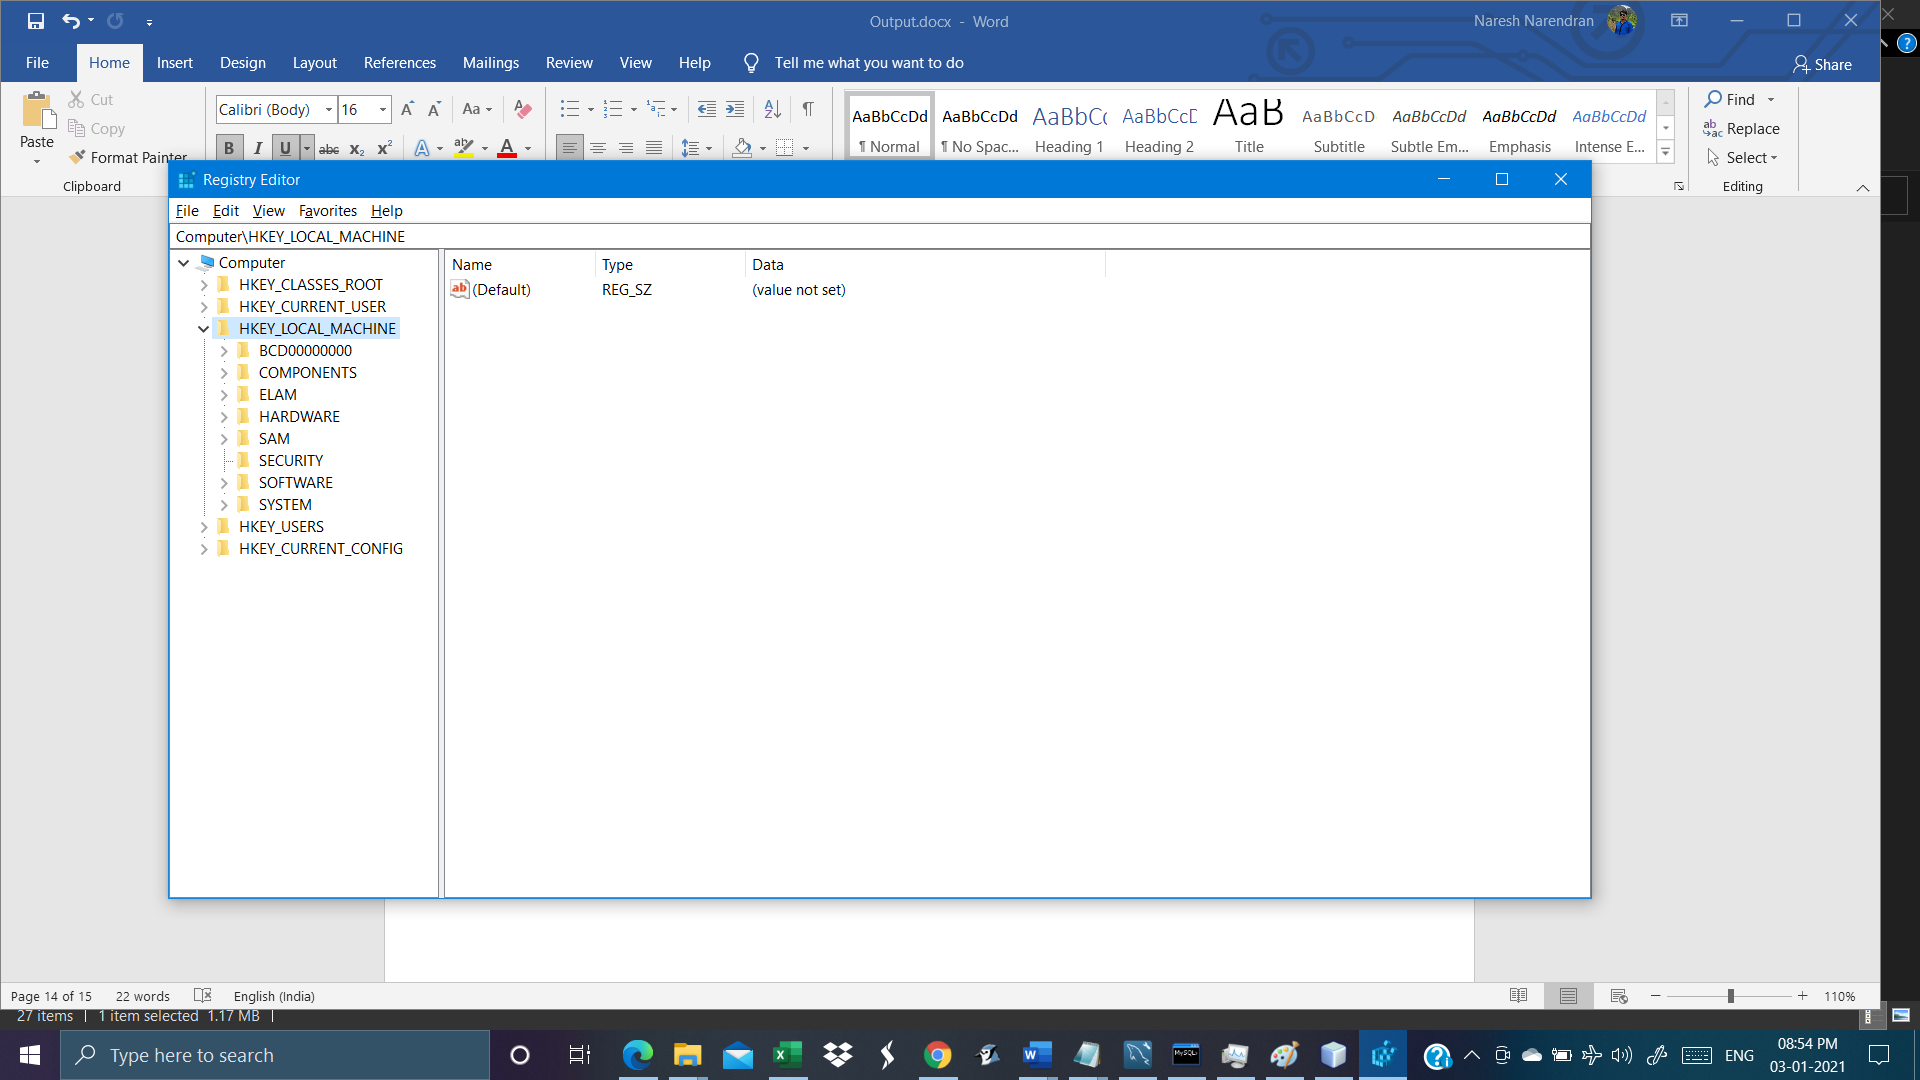 Output.docx - Word
Naresh Narendran
File Home Insert Design Layout References Mailings Review View Help Tell me what you want to do
Share
Paste
Cut
Copy
Format Painter
Clipboard
Calibri (Body) 16
Aa
B I U abc x₂ x²
A ab A
AaBbCcDd AaBbCcDd AaBbCc AaBbCcE AaB AaBbCcD AaBbCcDd AaBbCcDd AaBbCcDd
¶ Normal ¶ No Spac... Heading 1 Heading 2 Title Subtitle Subtle Em... Emphasis Intense E...
Find
Replace
Select
Editing
Registry Editor
File Edit View Favorites Help
Computer\HKEY_LOCAL_MACHINE
Computer
HKEY_CLASSES_ROOT
HKEY_CURRENT_USER
HKEY_LOCAL_MACHINE
BCD00000000
COMPONENTS
ELAM
HARDWARE
SAM
SECURITY
SOFTWARE
SYSTEM
HKEY_USERS
HKEY_CURRENT_CONFIG
Name Type Data
ab (Default) REG_SZ (value not set)
Page 14 of 15 22 words English (India)
110%
27 items 1 item selected 1.17 MB
Type here to search
ENG
08:54 PM
03-01-2021